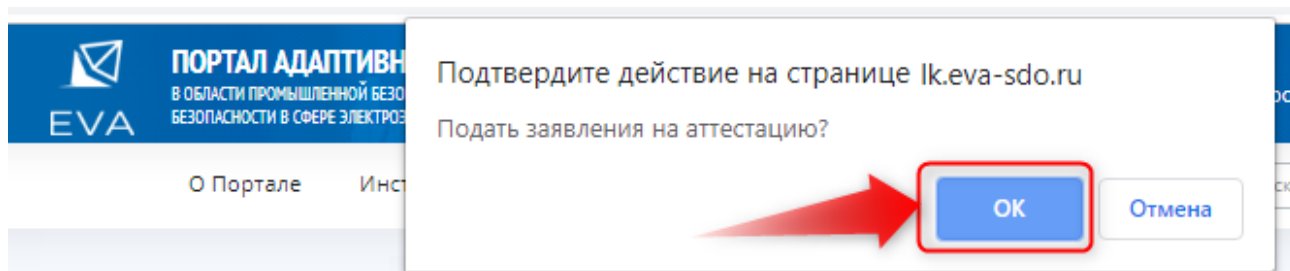 ПОРТАЛ АДАПТИВН
В ОБЛАСТИ ПРОМЫШЛЕННОЙ БЕЗО
БЕЗОПАСНОСТИ В СФЕРЕ ЭЛЕКТРОЭ
EVA
О Портале Инст
Подтвердите действие на странице lk.eva-sdo.ru
Подать заявления на аттестацию?
ОК Отмена